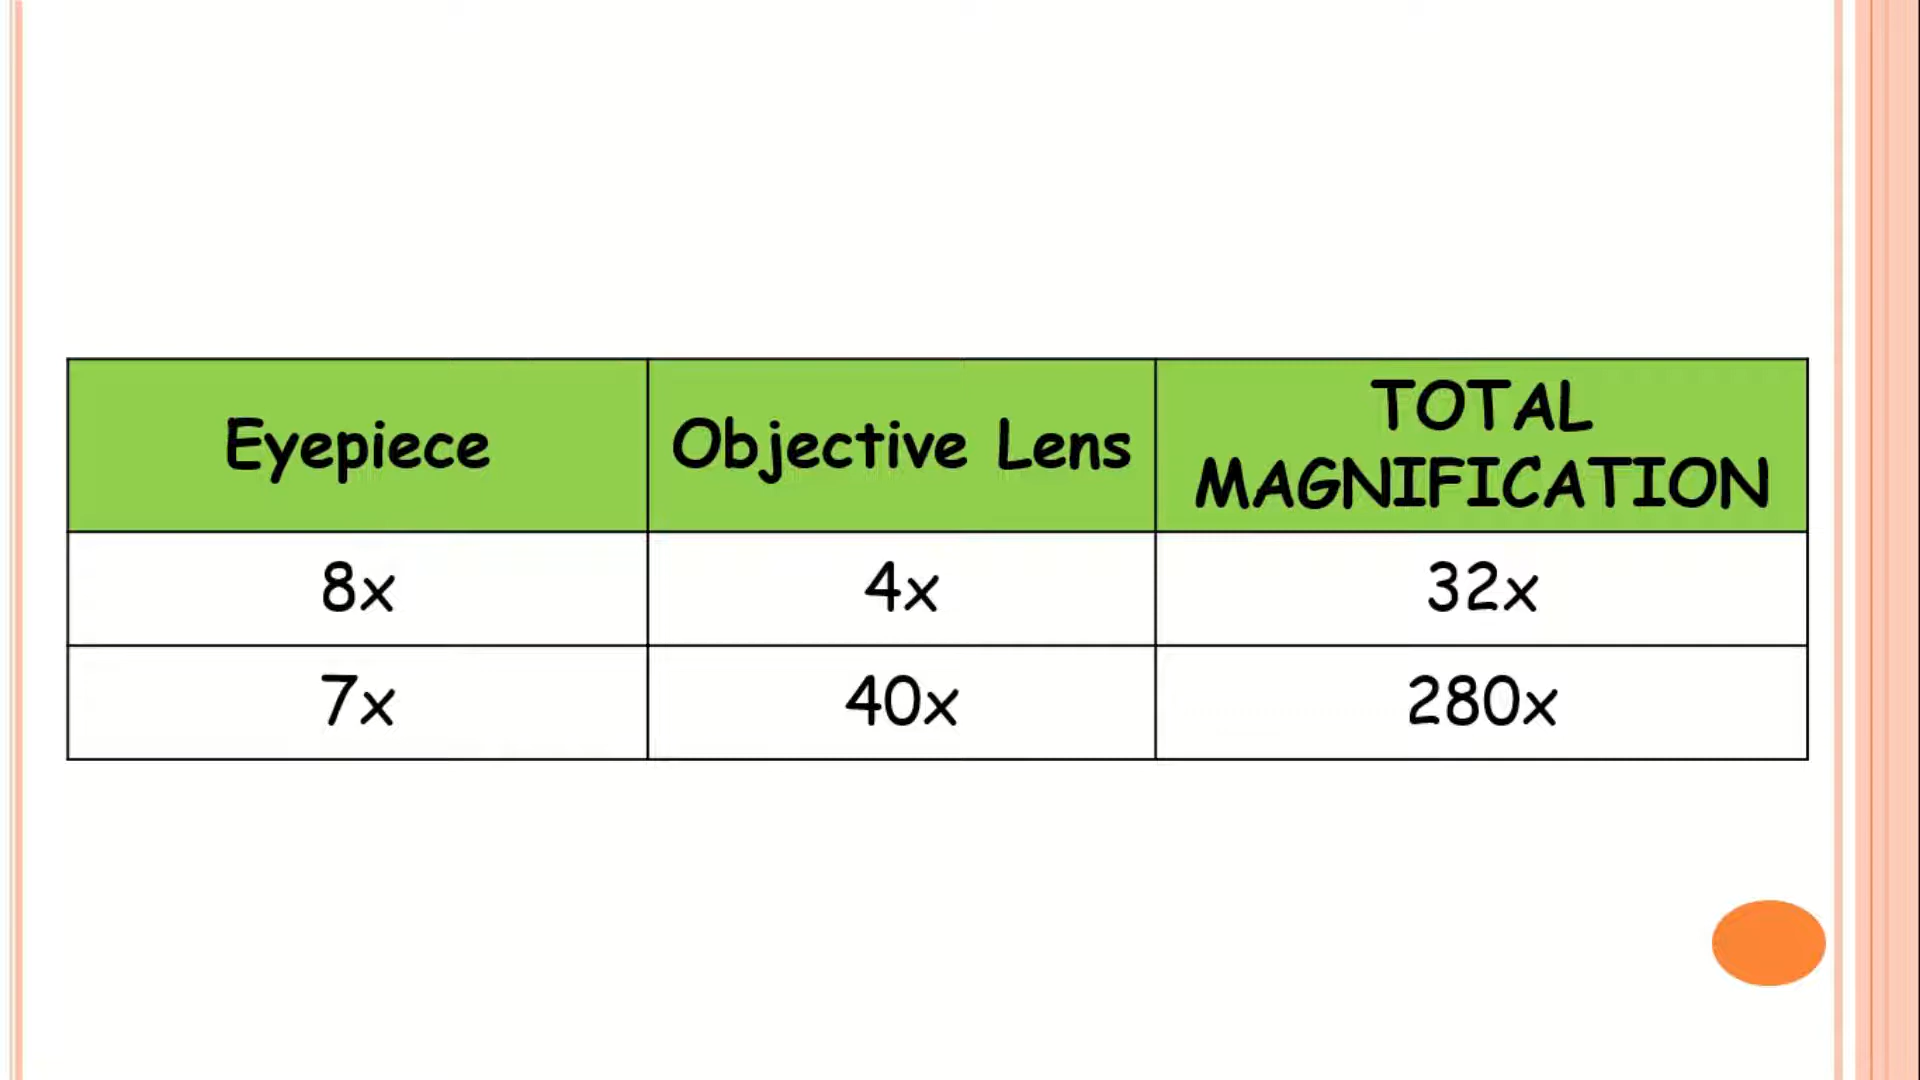 Eyepiece
Objective Lens
TOTAL
MAGNIFICATION
8x
4x
32x
7x
40x
280x